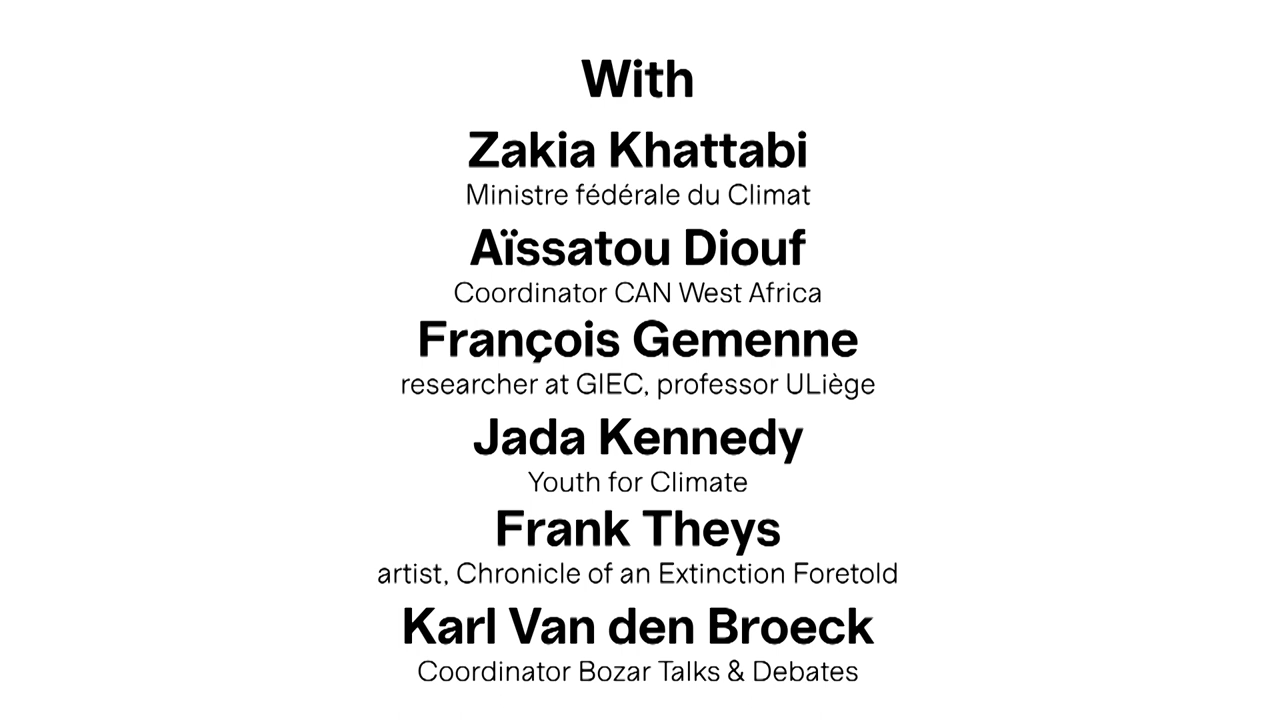 With
Zakia Khattabi
Ministre fédérale du Climat
Aïssatou Diouf
Coordinator CAN West Africa
François Gemenne
researcher at GIEC, professor ULiège
Jada Kennedy
Youth for Climate
Frank Theys
artist, Chronicle of an Extinction Foretold
Karl Van den Broeck
Coordinator Bozar Talks & Debates